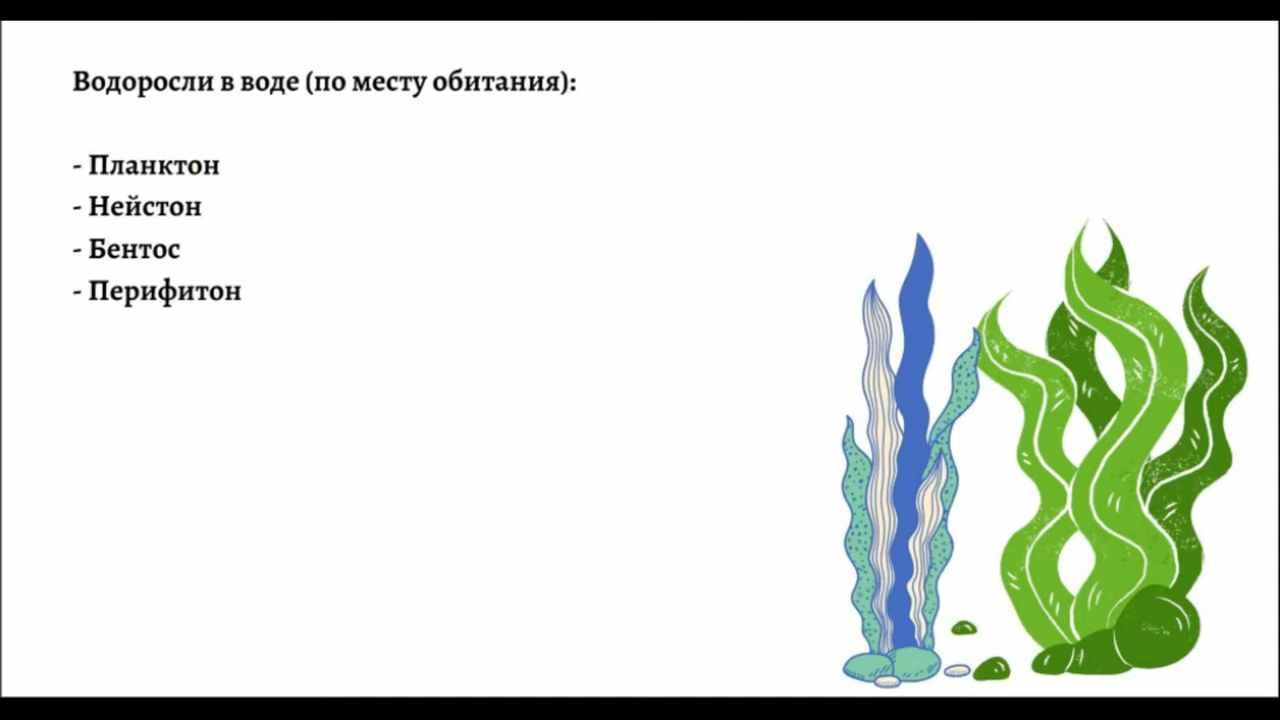 Водоросли в воде (по месту обитания):
- Планктон
- Нейстон
- Бентос
- Перифитон